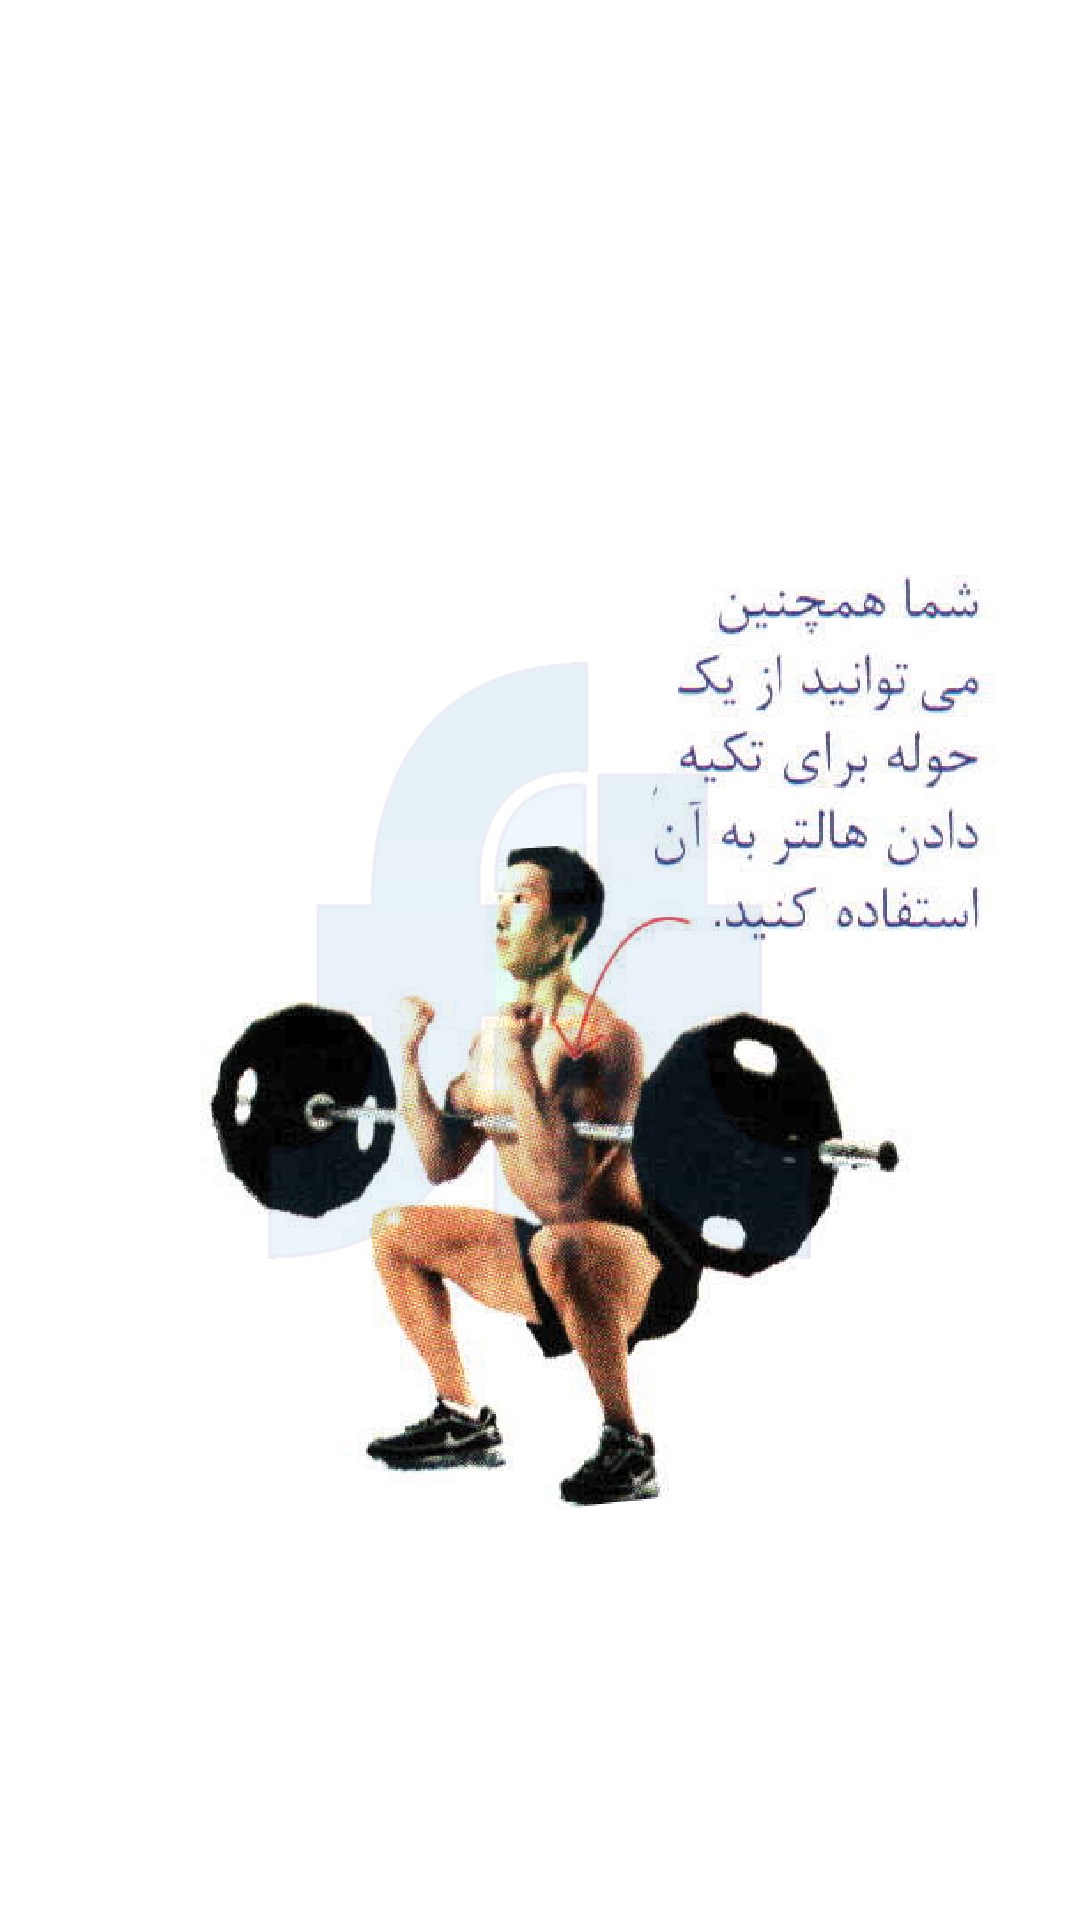 شما همچنین
می توانید از یک
حوله برای تکیه
دادن هالتر به آن
استفاده کنید.